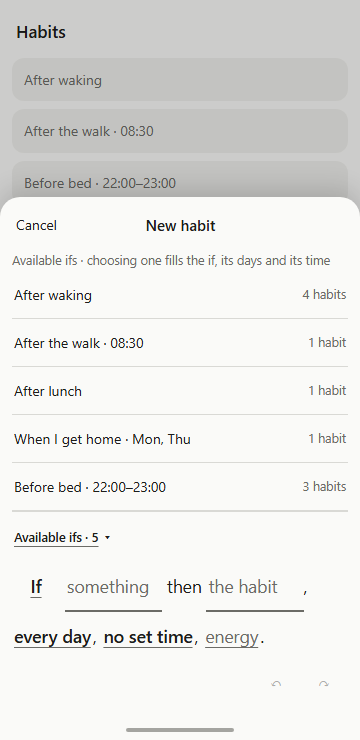 Habits
After waking
After the walk · 08:30
Before bed · 22:00–23:00
Cancel
New habit
Available ifs · choosing one fills the if, its days and its time
After waking
4 habits
After the walk · 08:30
1 habit
After lunch
1 habit
When I get home · Mon, Thu
1 habit
Before bed · 22:00–23:00
3 habits
Available ifs · 5
If something then the habit ,
every day, no set time, energy.